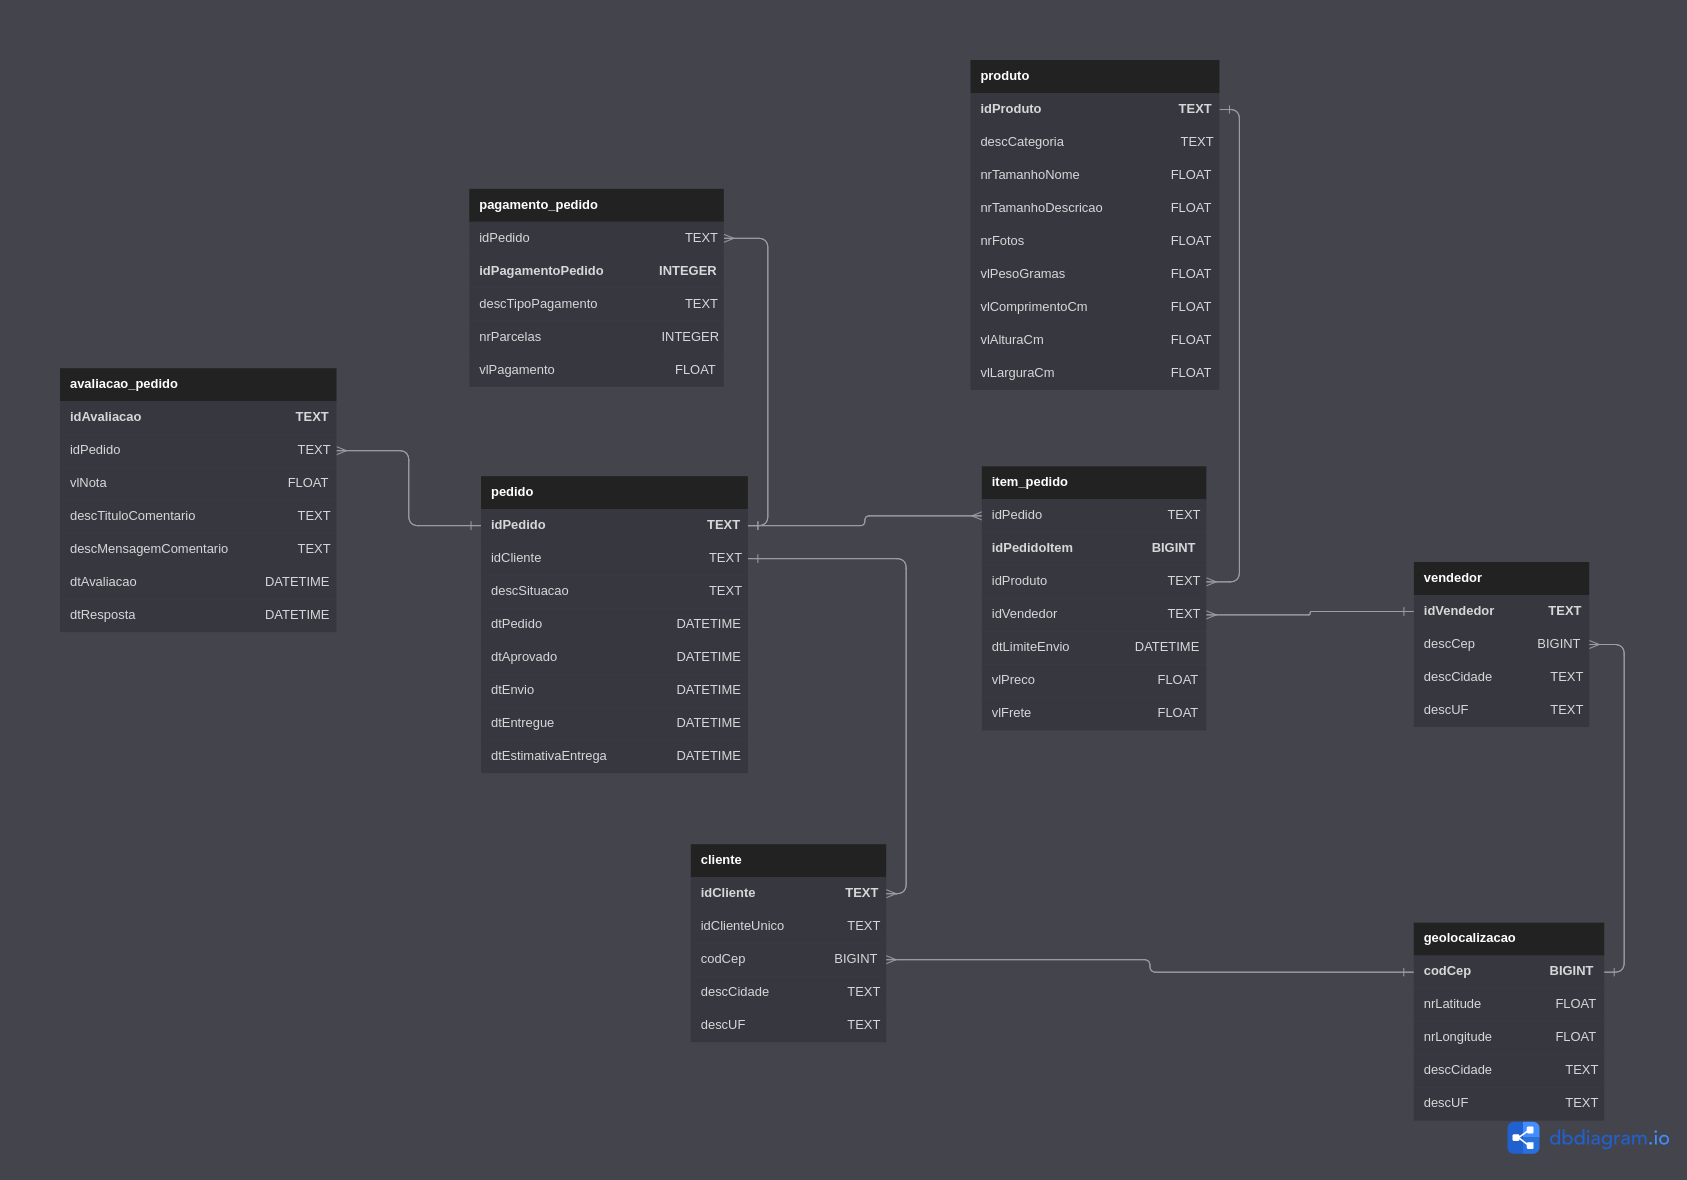 produto
idProduto TEXT
descCategoria TEXT
nrTamanhoNome FLOAT
nrTamanhoDescricao FLOAT
nrFotos FLOAT
vlPesoGramas FLOAT
vlComprimentoCm FLOAT
vlAlturaCm FLOAT
vlLarguraCm FLOAT
pagamento_pedido
idPedido TEXT
idPagamentoPedido INTEGER
descTipoPagamento TEXT
nrParcelas INTEGER
vlPagamento FLOAT
avaliacao_pedido
idAvaliacao TEXT
idPedido TEXT
vlNota FLOAT
descTituloComentario TEXT
descMensagemComentario TEXT
dtAvaliacao DATETIME
dtResposta DATETIME
pedido
idPedido TEXT
idCliente TEXT
descSituacao TEXT
dtPedido DATETIME
dtAprovado DATETIME
dtEnvio DATETIME
dtEntregue DATETIME
dtEstimativaEntrega DATETIME
item_pedido
idPedido TEXT
idPedidoItem BIGINT
idProduto TEXT
idVendedor TEXT
dtLimiteEnvio DATETIME
vlPreco FLOAT
vlFrete FLOAT
vendedor
idVendedor TEXT
descCep BIGINT
descCidade TEXT
descUF TEXT
cliente
idCliente TEXT
idClienteUnico TEXT
codCep BIGINT
descCidade TEXT
descUF TEXT
geolocalizacao
codCep BIGINT
nrLatitude FLOAT
nrLongitude FLOAT
descCidade TEXT
descUF TEXT
dbdiagram.io